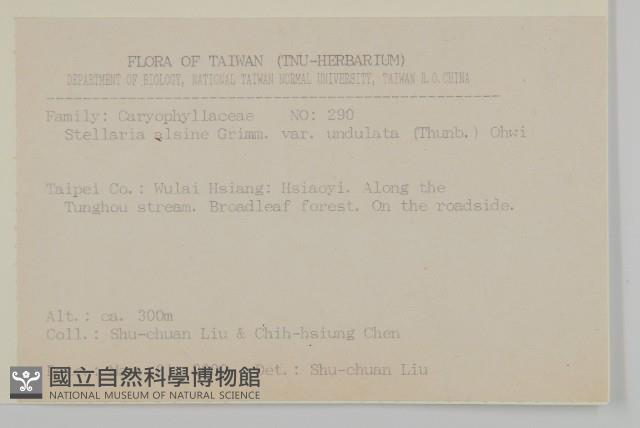 FLORA OF TAIWAN (TNU-HERBARIUM)
DEPARTMENT OF BIOLOGY, NATIONAL TAIWAN NORMAL UNIVERSITY, TAIWAN R.O.CHINA
Family: Caryophyllaceae NO: 290
Stellaria alsine Grimm. var. undulata (Thunb.) Ohwi
Taipei Co.: Wulai Hsiang: Hsiaoyi. Along the
Tunghou stream. Broadleaf forest. On the roadside.
Alt.: ca. 300m
Coll.: Shu-chuan Liu & Chih-hsiung Chen
Det.: Shu-chuan Liu
國立自然科學博物館
NATIONAL MUSEUM OF NATURAL SCIENCE